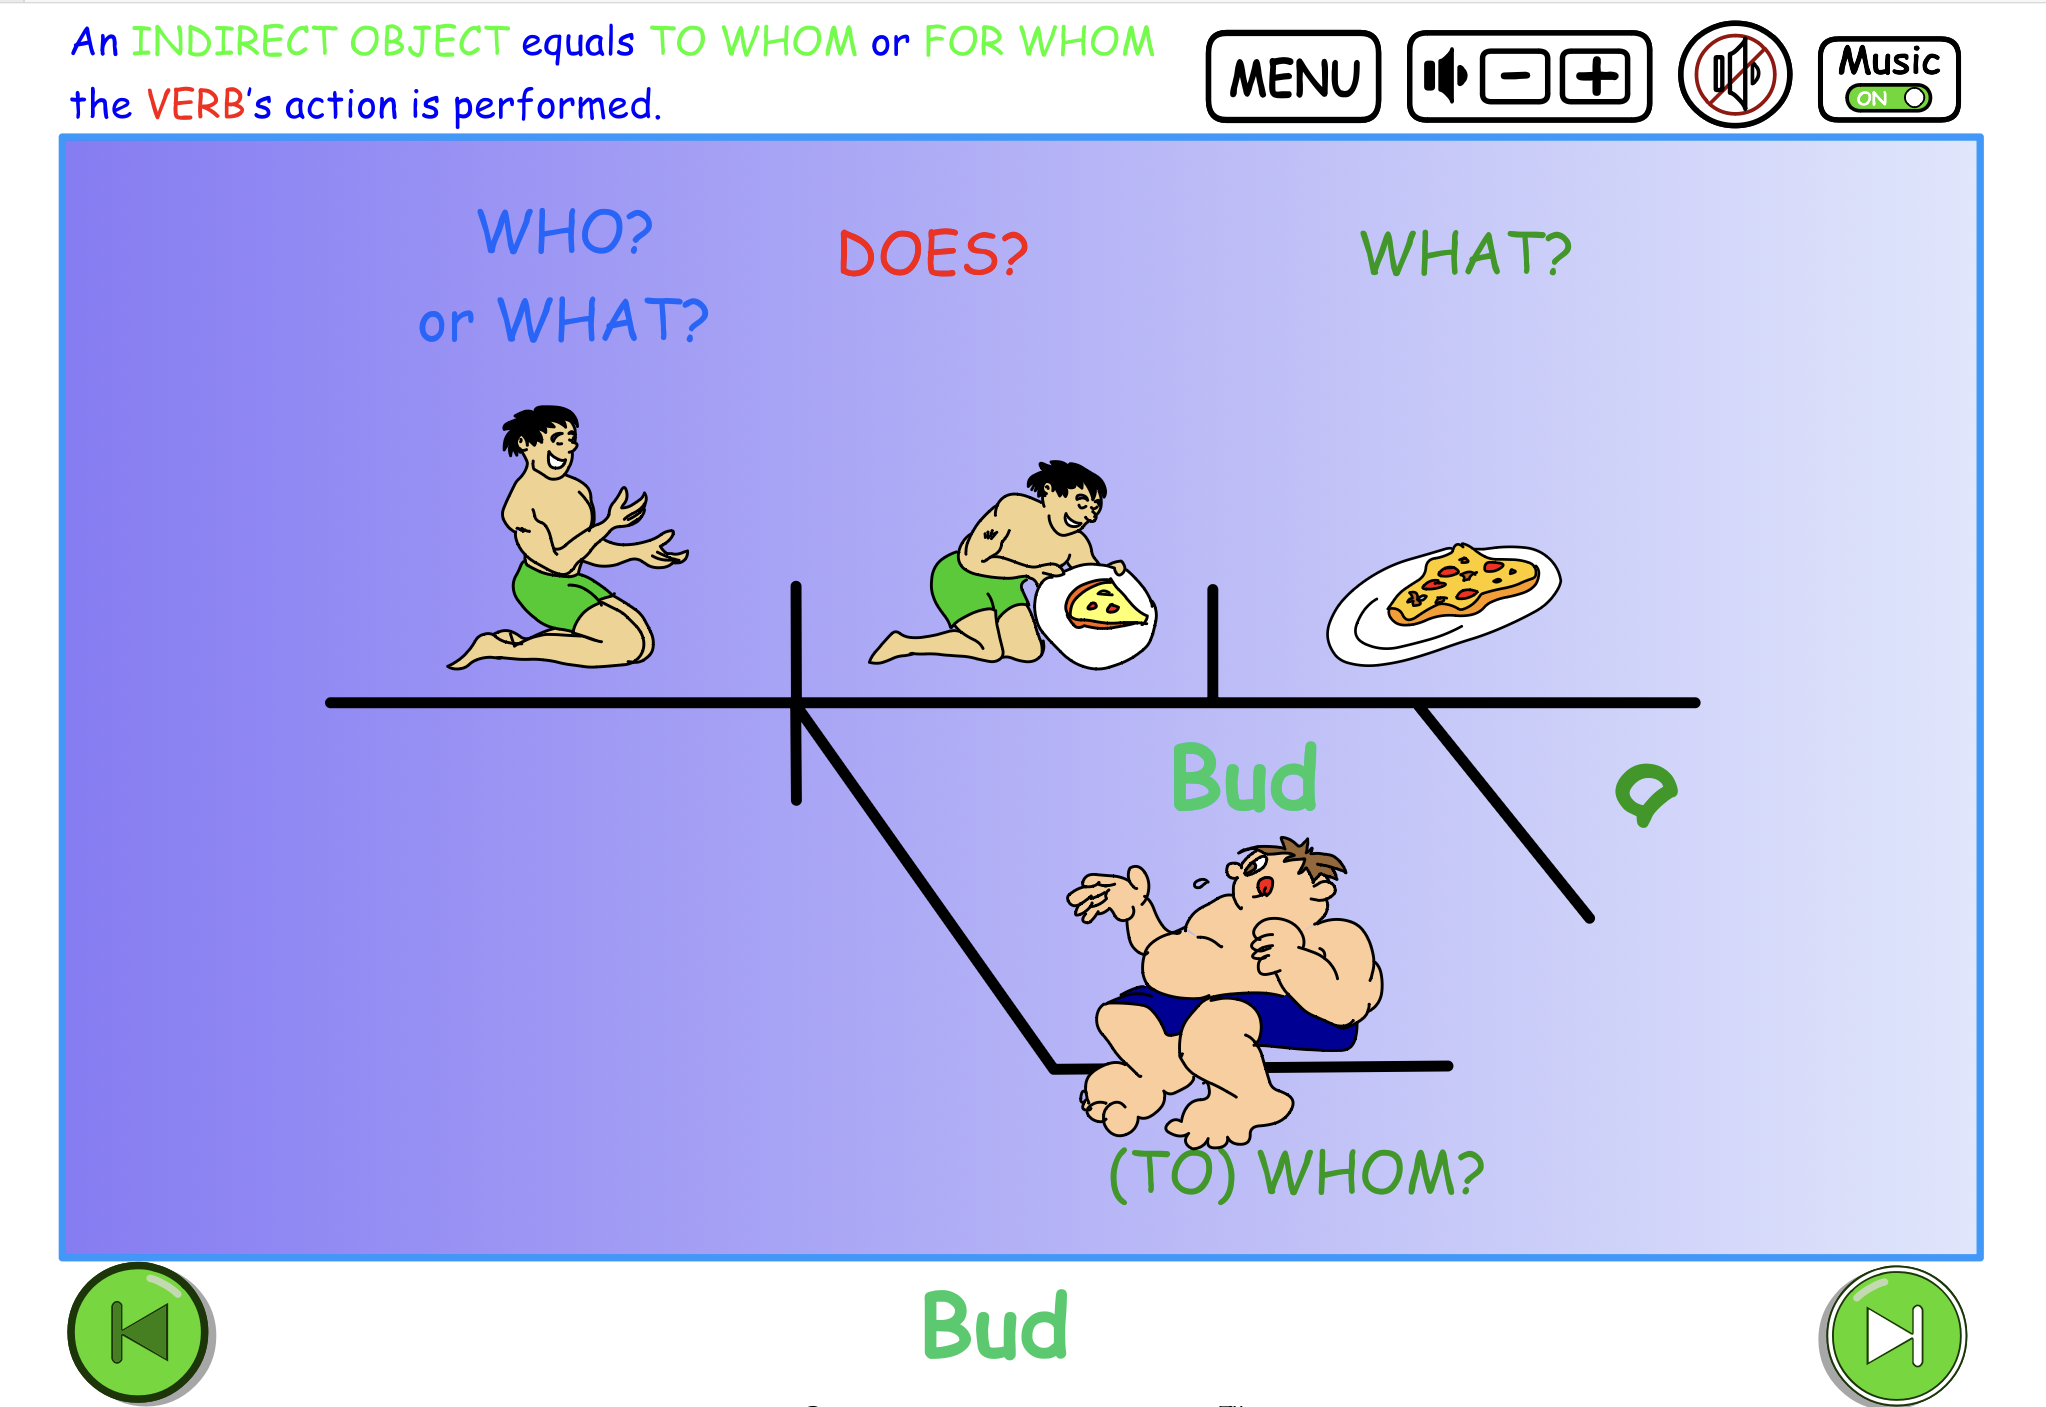 An INDIRECT OBJECT equals TO WHOM or FOR WHOM
the VERB's action is performed.
MENU
Music
ON
WHO?
or WHAT?
DOES?
WHAT?
Bud
a
(TO) WHOM?
Bud